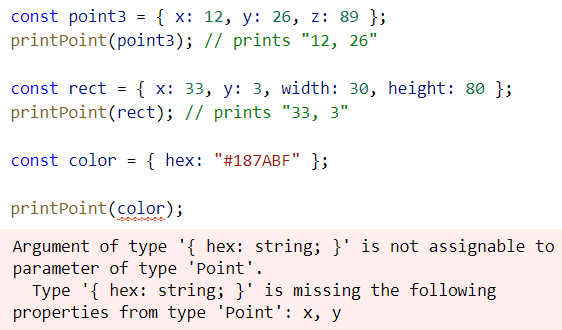 const point3 = { x: 12, y: 26, z: 89 };
printPoint(point3); // prints "12, 26"

const rect = { x: 33, y: 3, width: 30, height: 80 };
printPoint(rect); // prints "33, 3"

const color = { hex: "#187ABF" };

printPoint(color);
Argument of type '{ hex: string; }' is not assignable to
parameter of type 'Point'.
  Type '{ hex: string; }' is missing the following
properties from type 'Point': x, y